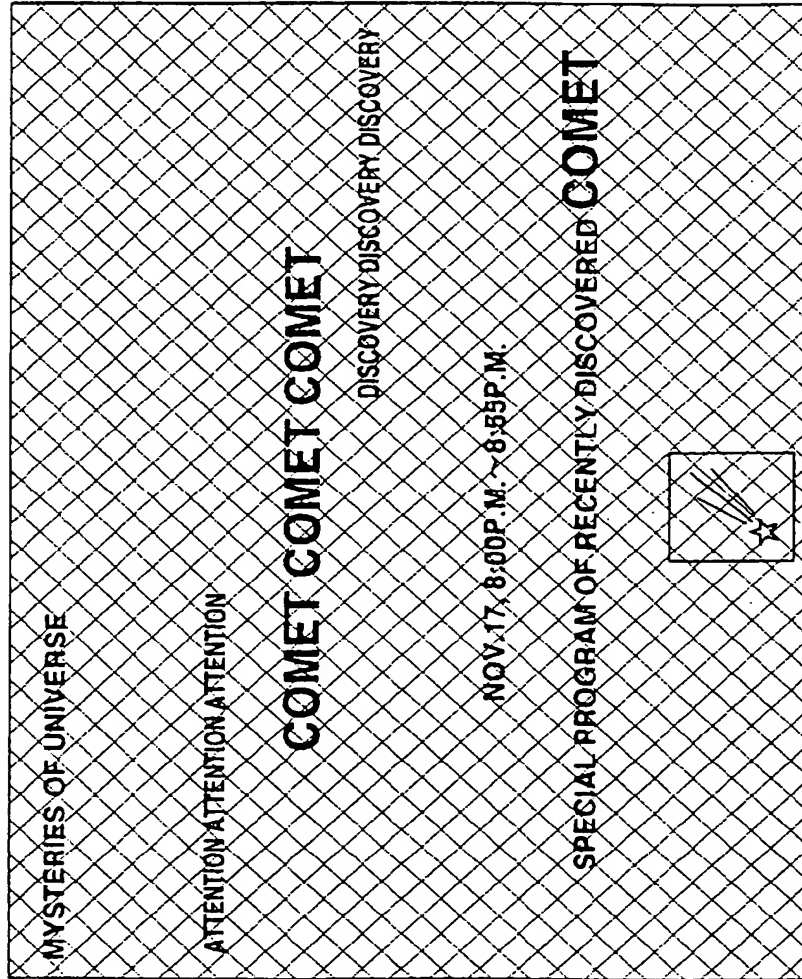 MYSTERIES OF UNIVERSE
ATTENTION ATTENTION ATTENTION
COMET COMET COMET
DISCOVERY DISCOVERY DISCOVERY
NOV.17, 8:00P.M.~8:55P.M.
SPECIAL PROGRAM OF RECENTLY DISCOVERED COMET